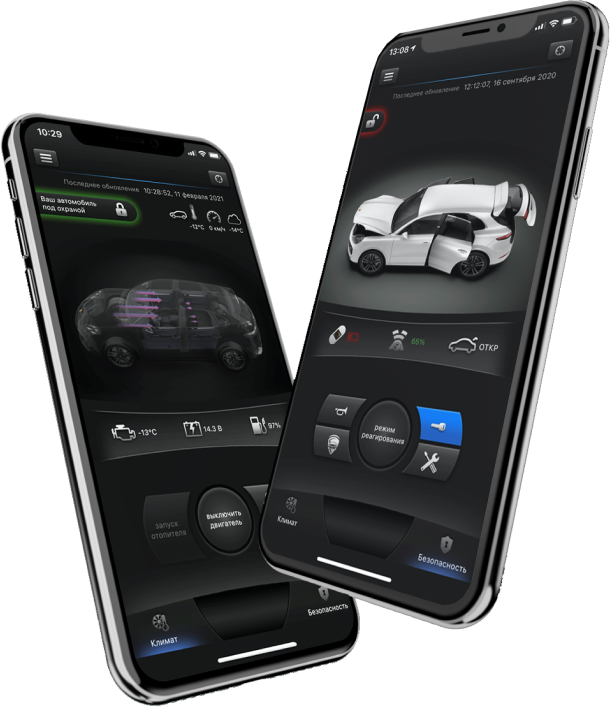 10:29
Последнее обновление 10:28:52, 11 февраля 2021
Ваш автомобиль
под охраной
-12°C 0 км/ч -14°C
-13°C 14.3 В 97%
запуск
отопителя
выключить
двигатель
Климат
Безопасность
13:08
Последнее обновление 12:12:07, 16 сентября 2020
65% ОТКР
режим
реагирования
Климат
Безопасность